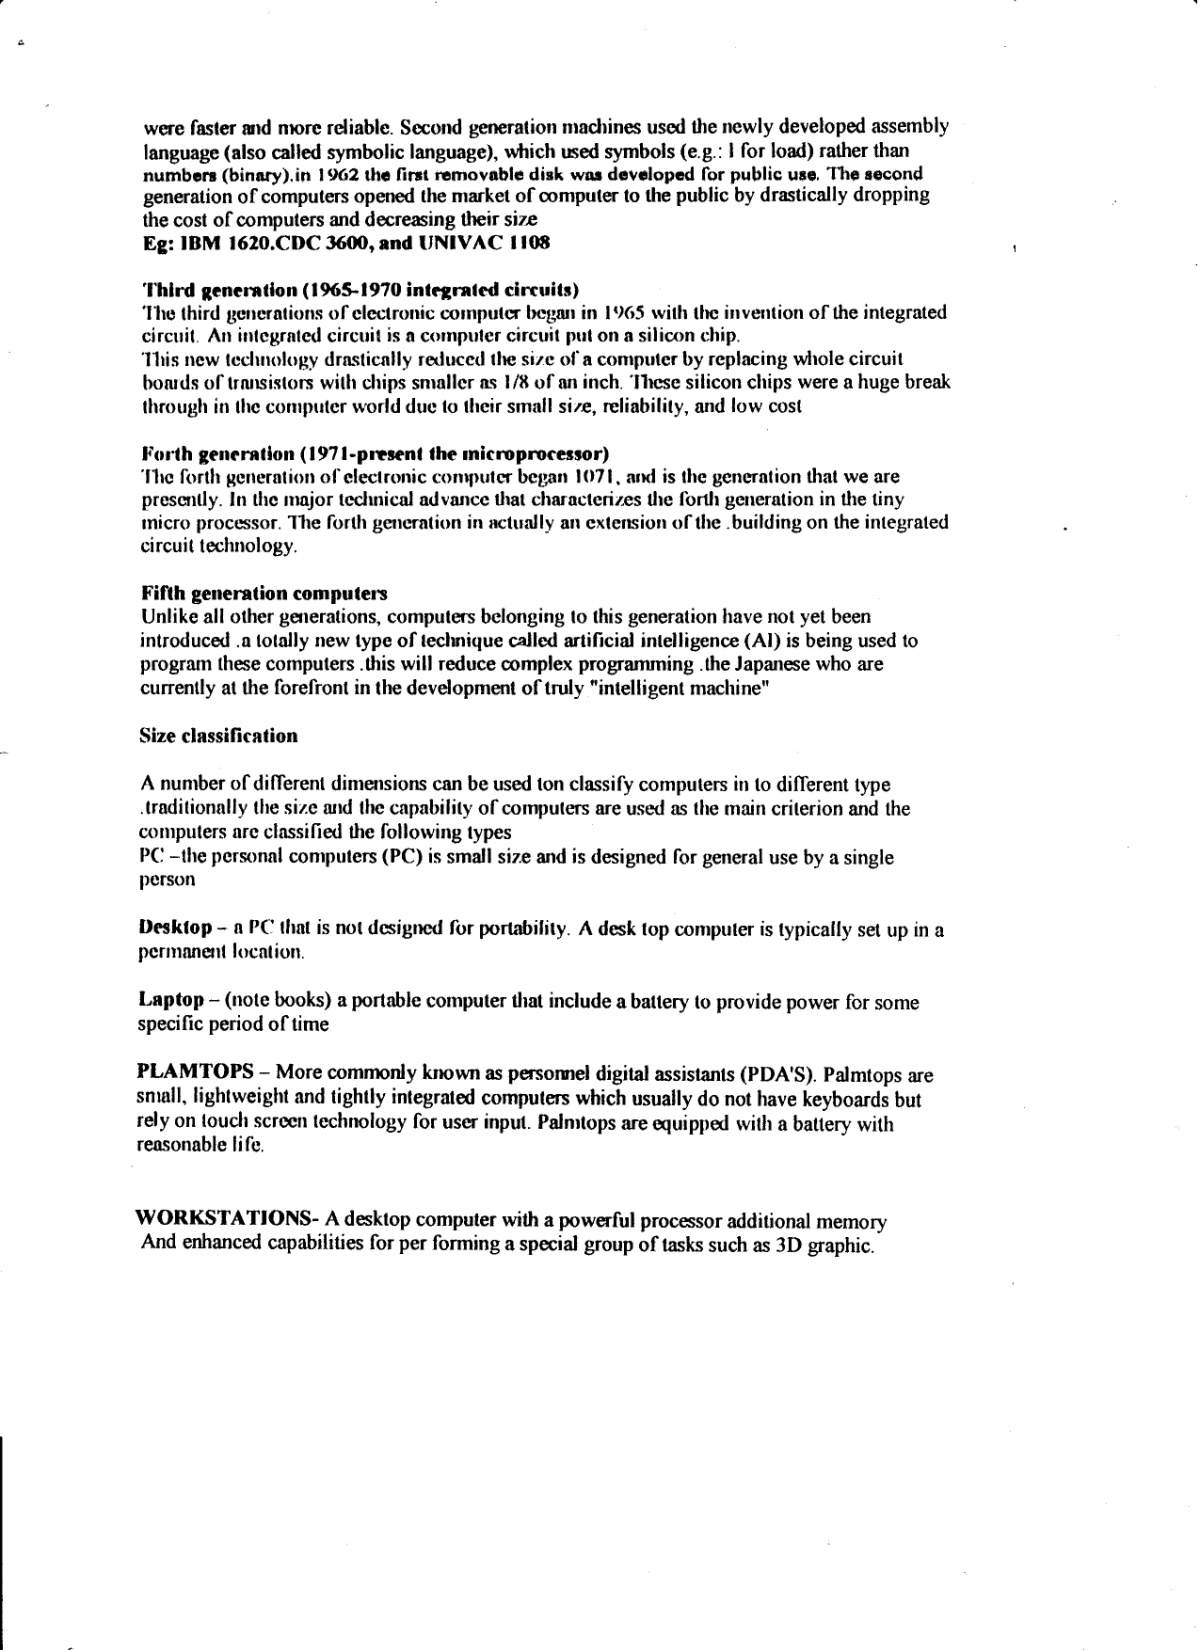 were faster and more reliable. Second generation machines used the newly developed assembly
language (also called symbolic language), which used symbols (e.g.: l for load) rather than
numbers (binary).in 1962 the first removable disk was developed for public use. The second
generation of computers opened the market of computer to the public by drastically dropping
the cost of computers and decreasing their size
Eg: IBM 1620.CDC 3600, and UNIVAC 1108
Third generation (1965-1970 integrated circuits)
The third generations of electronic computer began in 1965 with the invention of the integrated
circuit. An integrated circuit is a computer circuit put on a silicon chip.
This new technology drastically reduced the size of a computer by replacing whole circuit
boards of transistors with chips smaller as 1/8 of an inch. These silicon chips were a huge break
through in the computer world due to their small size, reliability, and low cost
Forth generation (1971-present the microprocessor)
The forth generation of electronic computer began 1071, and is the generation that we are
presently. In the major technical advance that characterizes the forth generation in the tiny
micro processor. The forth generation in actually an extension of the .building on the integrated
circuit technology.
Fifth generation computers
Unlike all other generations, computers belonging to this generation have not yet been
introduced .a totally new type of technique called artificial intelligence (AI) is being used to
program these computers .this will reduce complex programming .the Japanese who are
currently at the forefront in the development of truly "intelligent machine"
Size classification
A number of different dimensions can be used ton classify computers in to different type
.traditionally the size and the capability of computers are used as the main criterion and the
computers are classified the following types
PC –the personal computers (PC) is small size and is designed for general use by a single
person
Desktop – a PC that is not designed for portability. A desk top computer is typically set up in a
permanent location.
Laptop – (note books) a portable computer that include a battery to provide power for some
specific period of time
PLAMTOPS – More commonly known as personnel digital assistants (PDA'S). Palmtops are
small, lightweight and tightly integrated computers which usually do not have keyboards but
rely on touch screen technology for user input. Palmtops are equipped with a battery with
reasonable life.
WORKSTATIONS- A desktop computer with a powerful processor additional memory
And enhanced capabilities for per forming a special group of tasks such as 3D graphic.